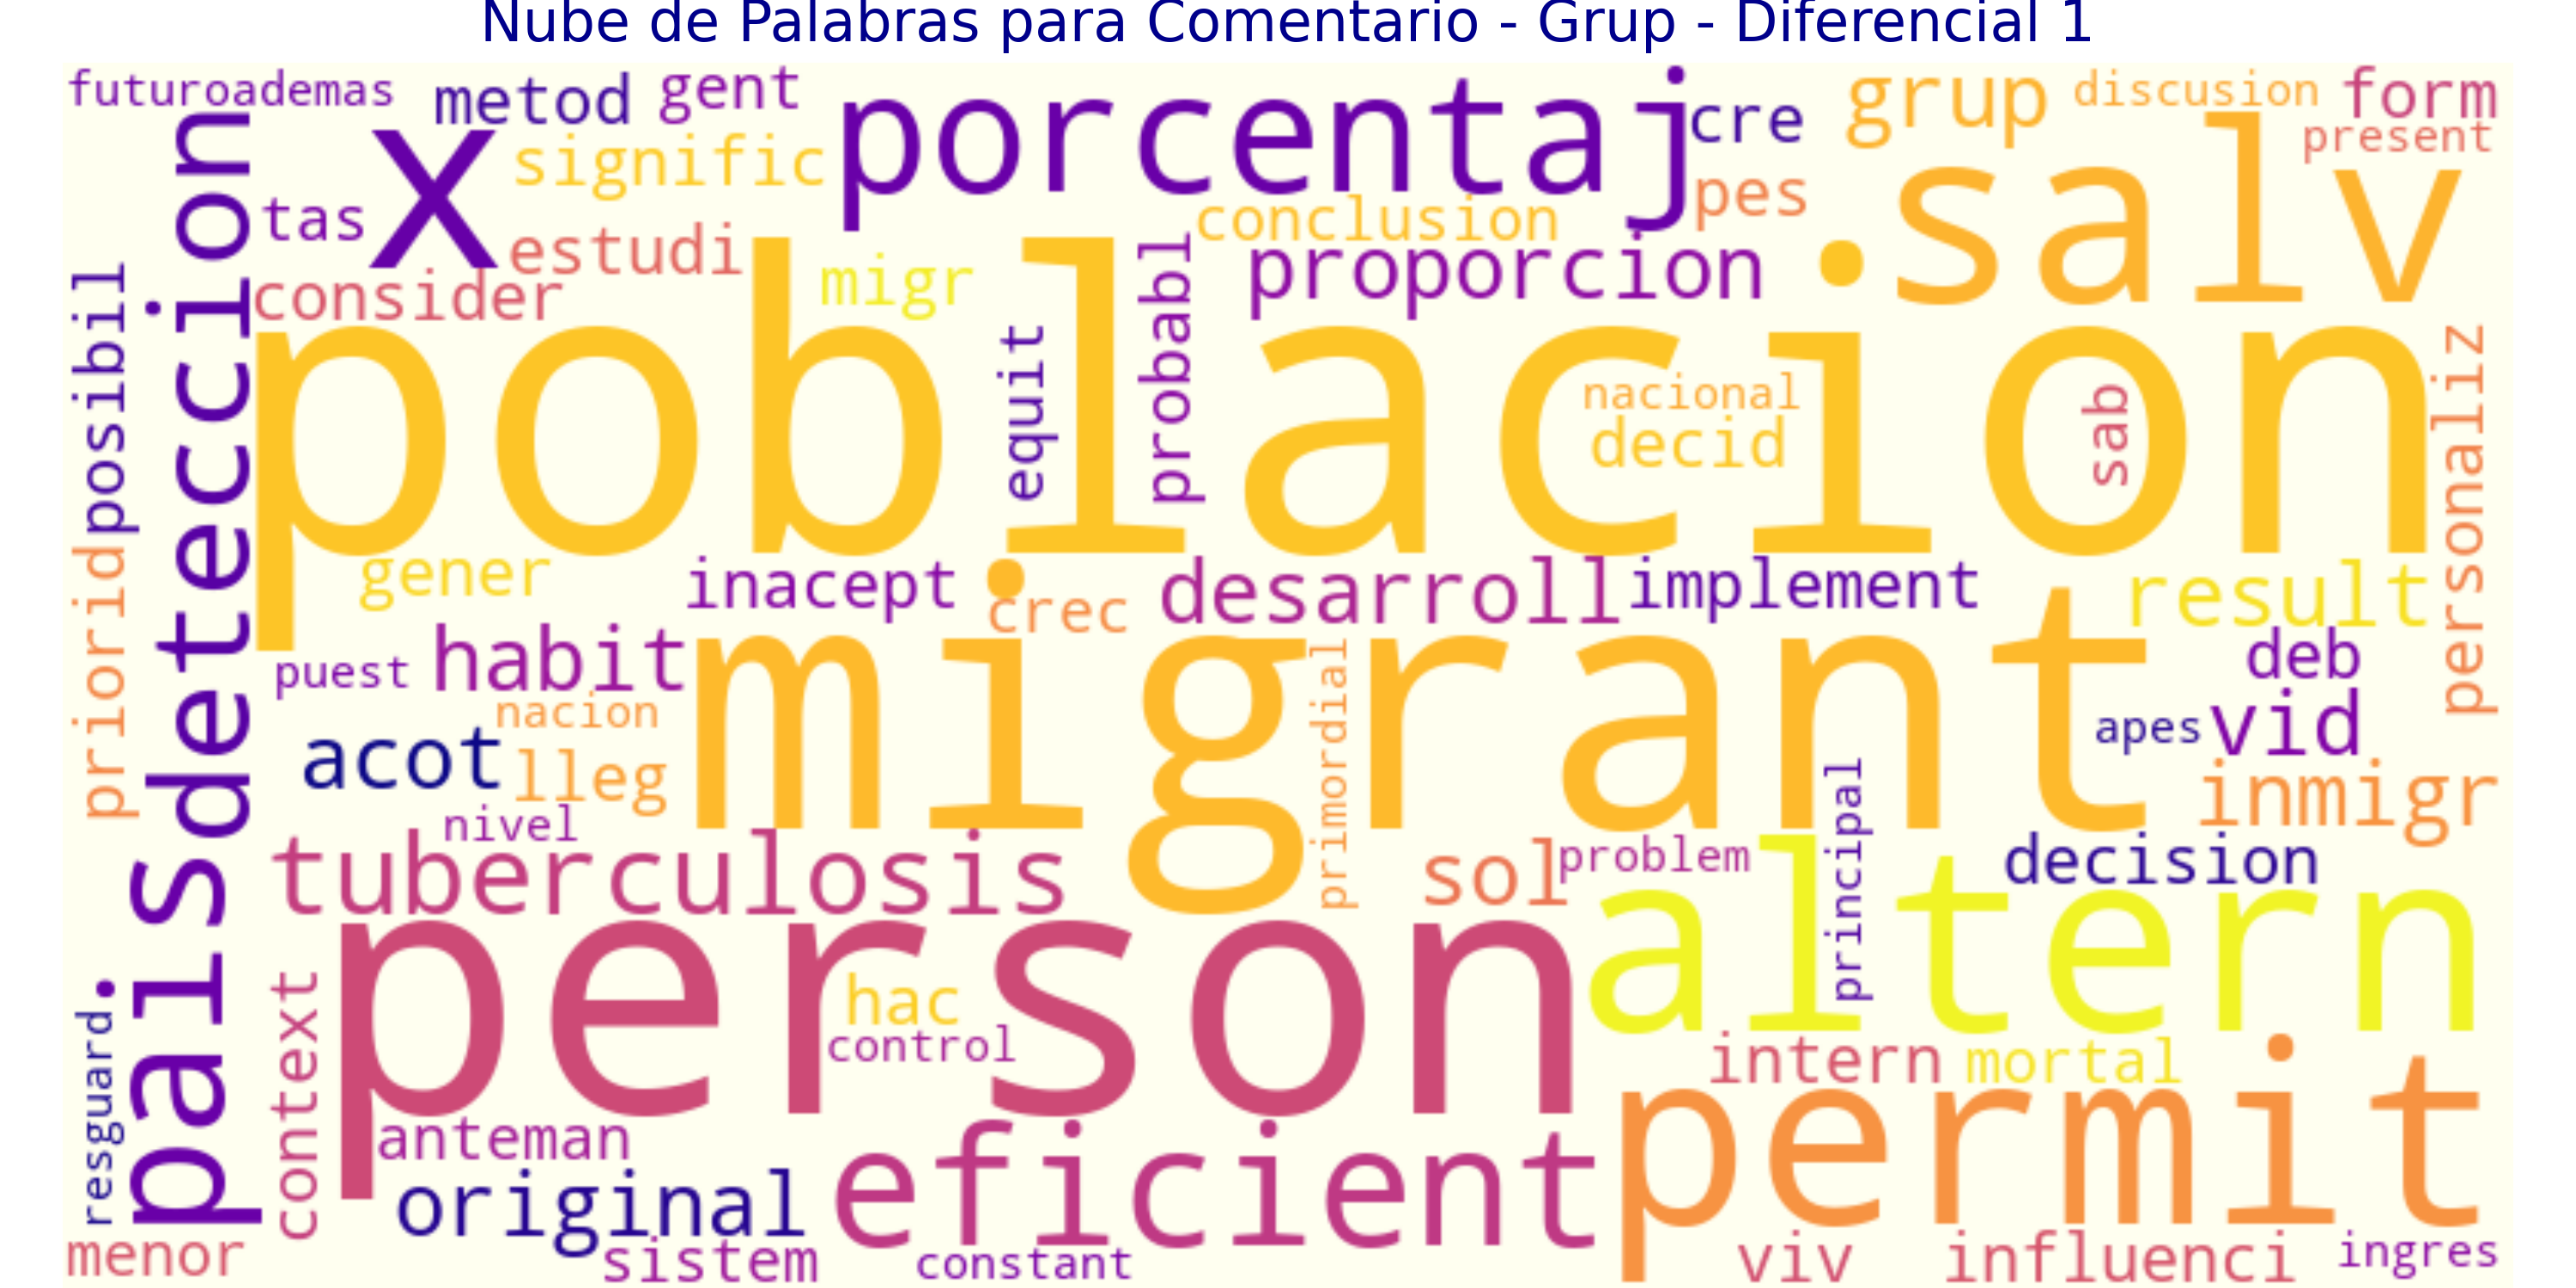 Nube de Palabras para Comentario - Grup - Diferencial 1
futuroademas
metod
gent
porcentaj
cre
grup
discusion
form
present
x
signific
tas
estudi
conclusion
pes
salv
deteccion
posibil
consider
migr
probabl
proporcion
poblacion
equit
nacional
decid
sab
personaliz
gener
inacept
crec
desarroll
implement
result
priorid
puest
habit
migrant
primordial
deb
nacion
acot
lleg
apes
vid
inmigr
nivel
tuberculosis
sol
problem
principal
decision
altern
pais
person
hac
control
context
resguard
intern
mortal
permit
anteman
eficient
original
menor
sistem
constant
viv
influenci
ingres